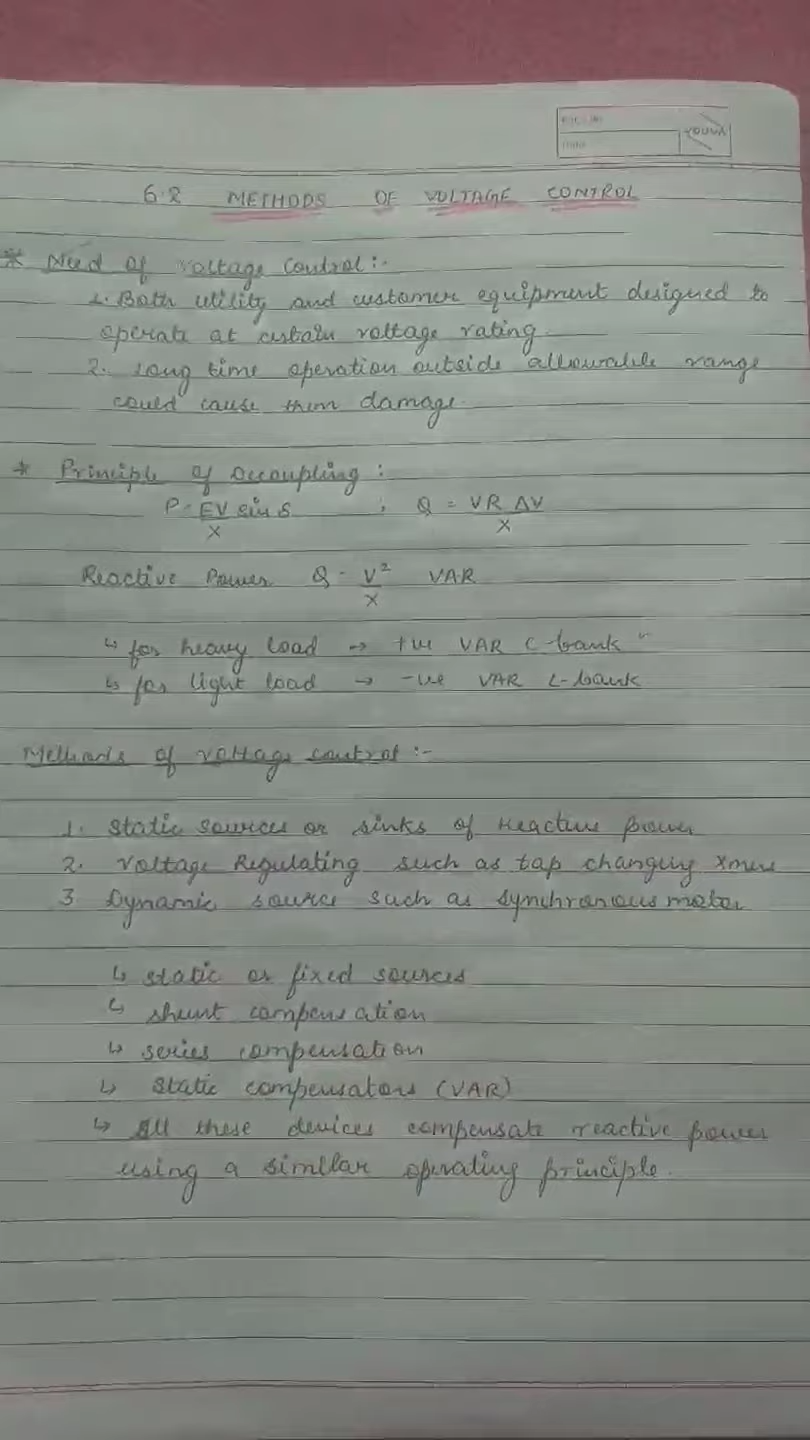 YOUVA
6.2 METHODS OF VOLTAGE CONTROL
* Need of voltage control :-
1. Both utility and customer equipment designed to
operate at certain voltage rating.
2. Long time operation outside allowable range
could cause them damage.
* Principle of Decoupling :
P = EV sin δ / X ; Q = VR ΔV / X
Reactive Power Q = V² / X VAR
↳ for heavy load → +ve VAR C-bank
↳ for light load → -ve VAR L-bank
Methods of voltage control :-
1. Static sources or sinks of reactive power
2. Voltage Regulating such as tap changing Xmers
3 Dynamic source such as synchronous motor
↳ static or fixed sources
↳ shunt compensation
↳ series compensation
↳ static compensators (VAR)
↳ All these devices compensate reactive power
using a similar operating principle.